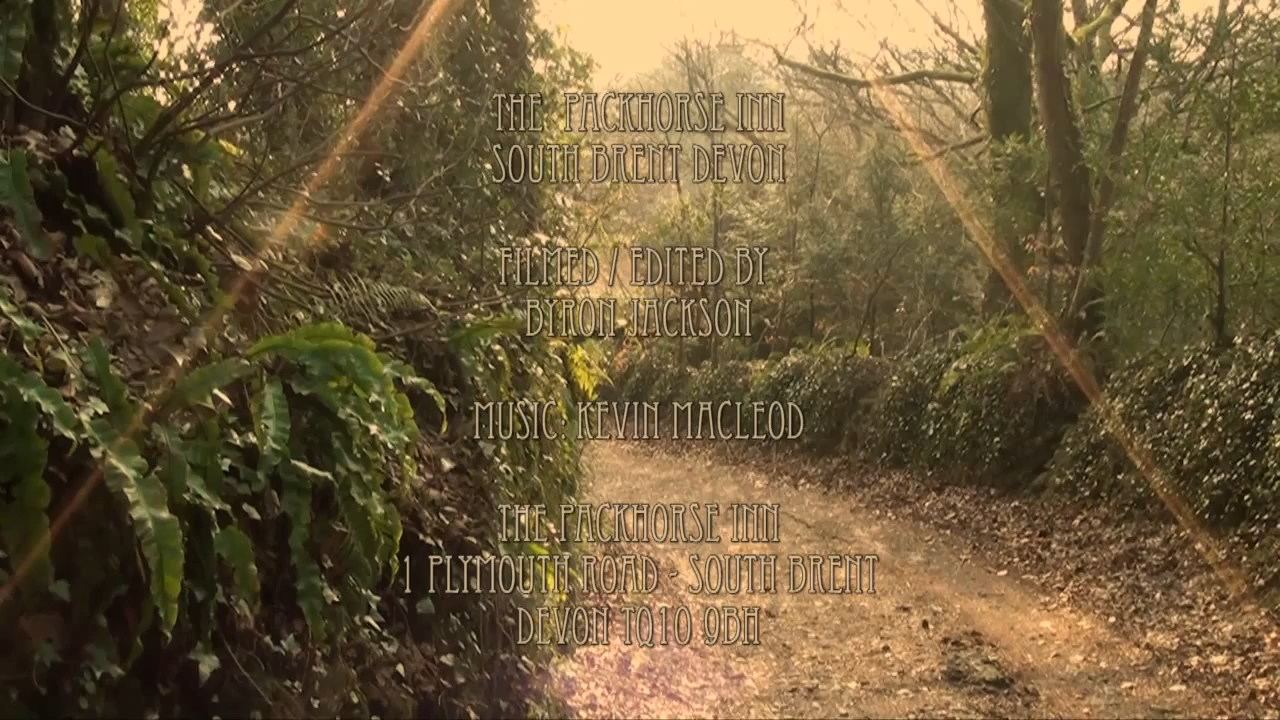 THE PACKHORSE INN
SOUTH BRENT DEVON
FILMED / EDITED BY
BYRON JACKSON
MUSIC: KEVIN MACLEOD
THE PACKHORSE INN
1 PLYMOUTH ROAD - SOUTH BRENT
DEVON TQ10 9BH